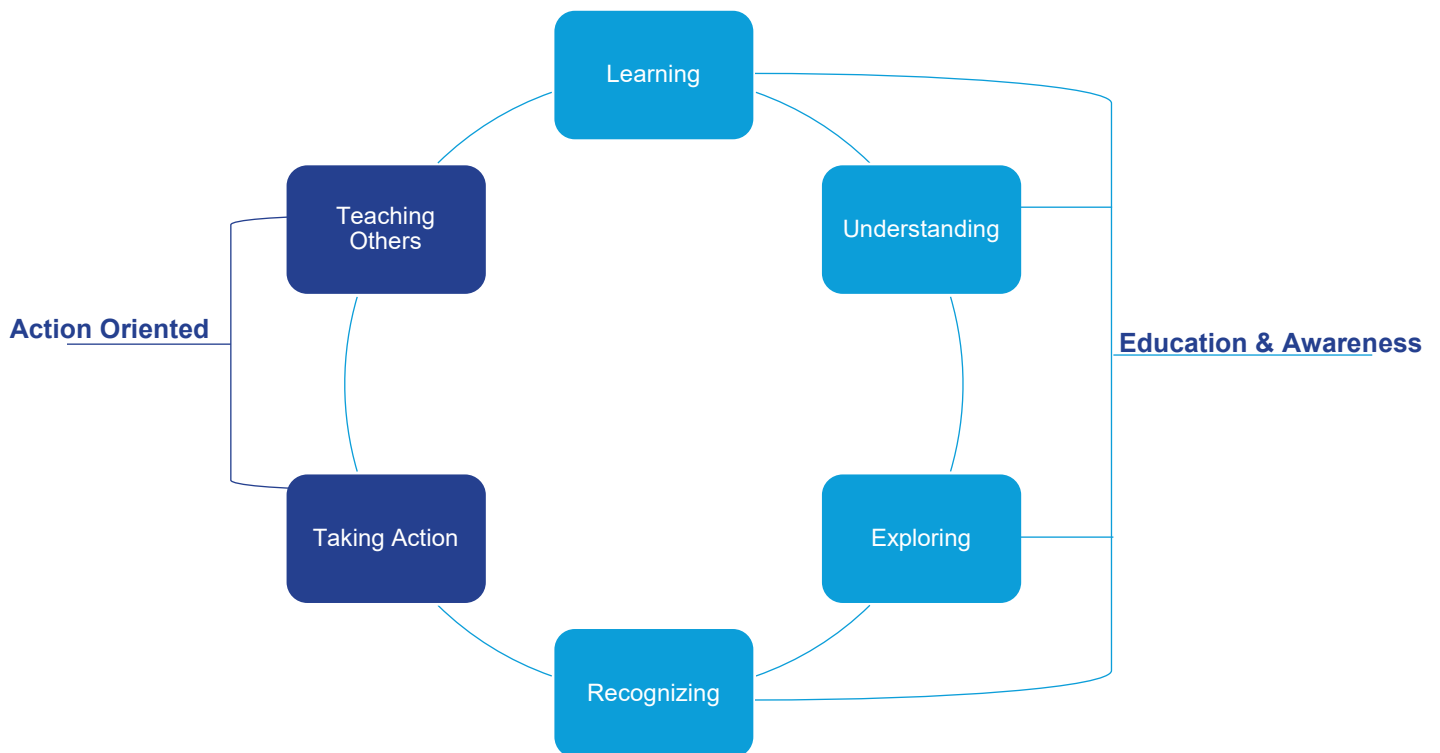 Learning
Teaching
Others
Understanding
Action Oriented
Education & Awareness
Taking Action
Exploring
Recognizing